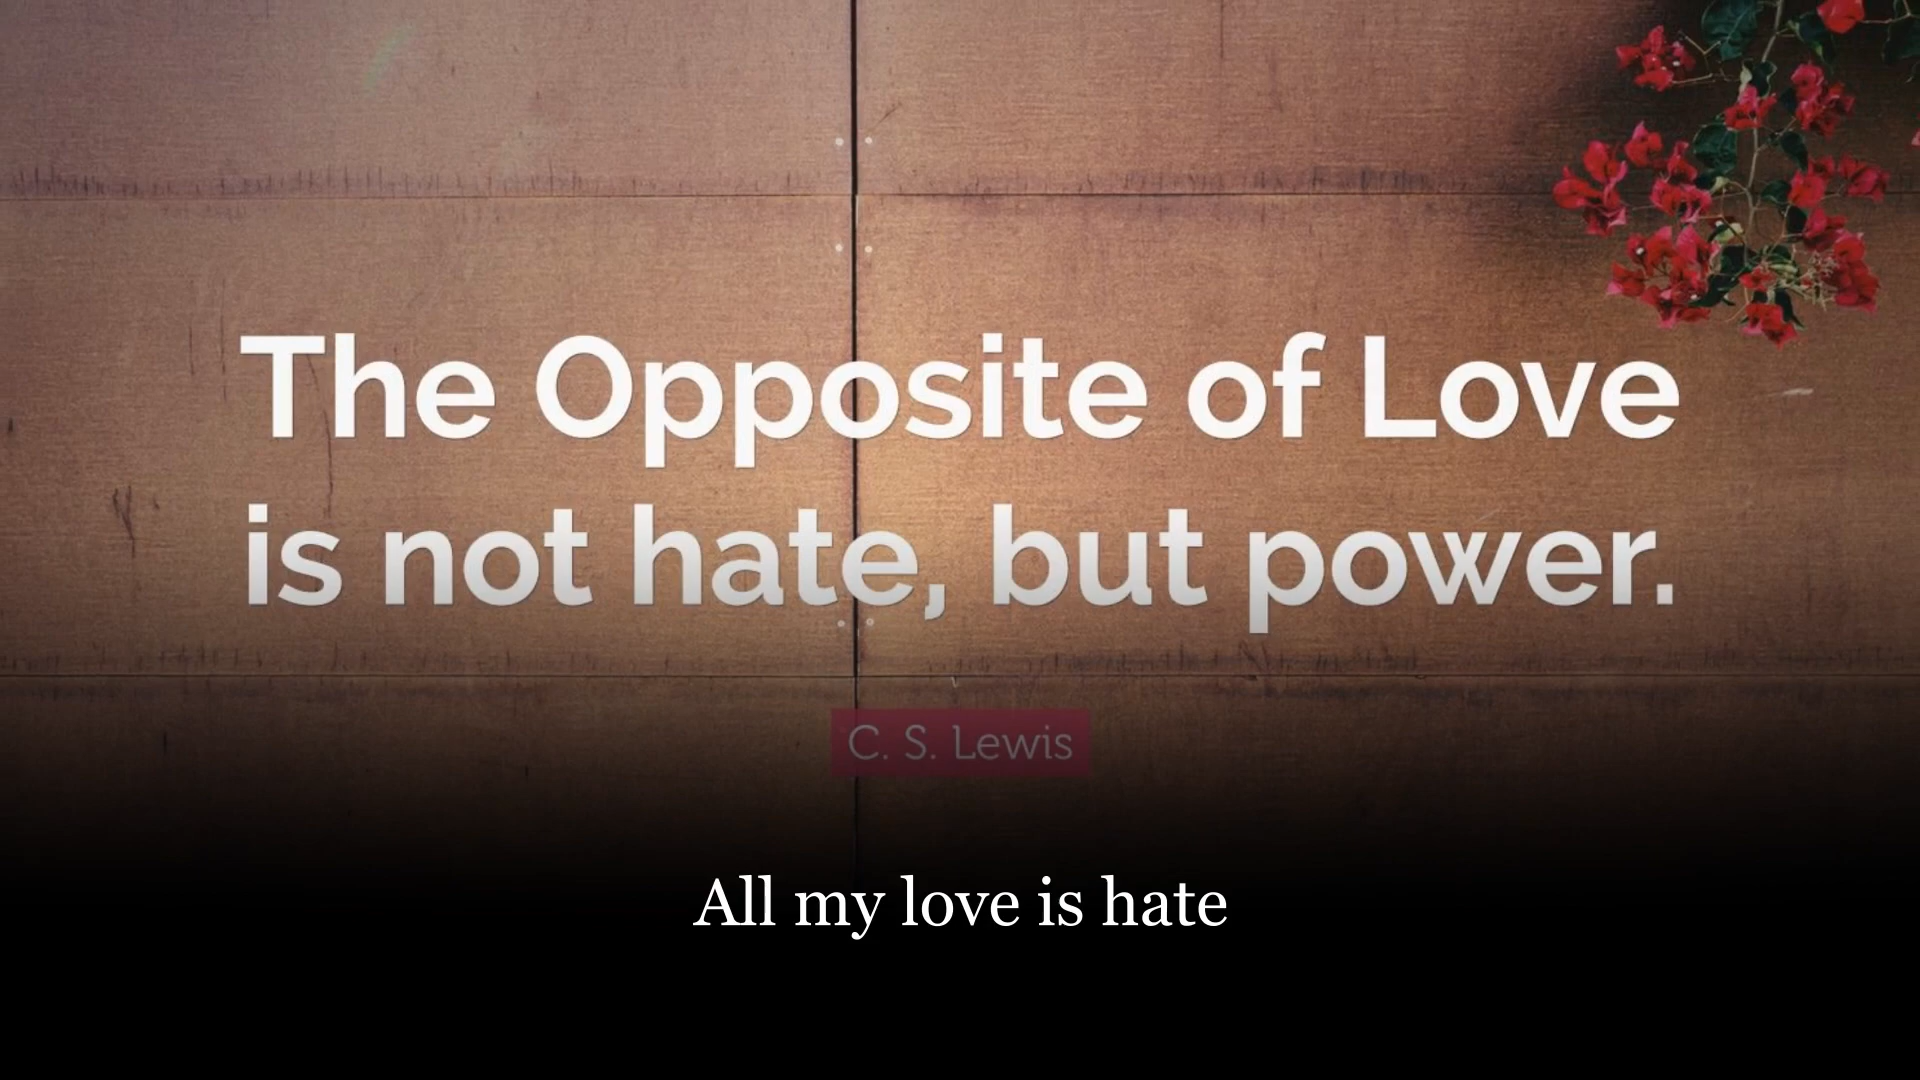 The Opposite of Love
is not hate, but power.
C. S. Lewis
All my love is hate